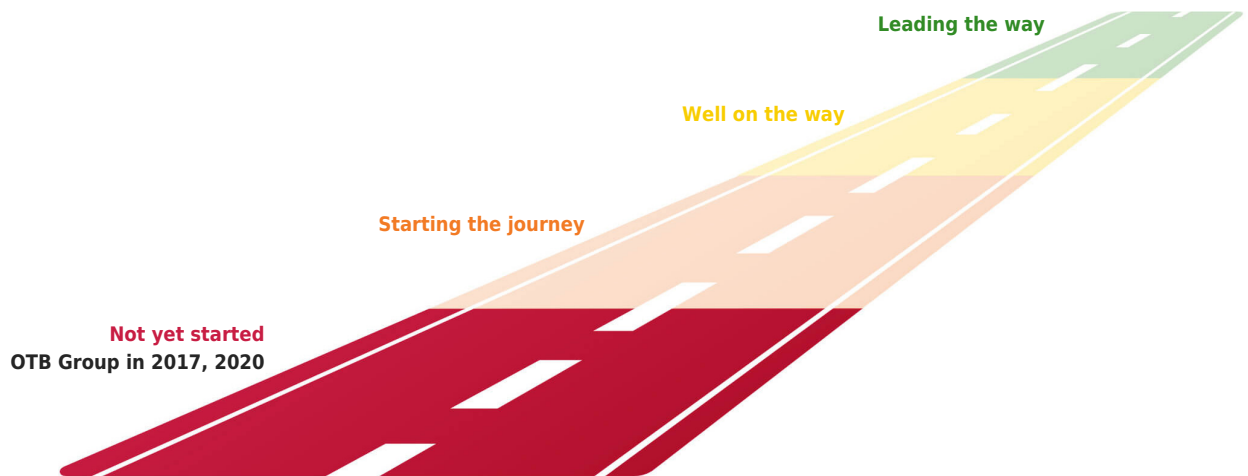 Leading the way
Well on the way
Starting the journey
Not yet started
OTB Group in 2017, 2020